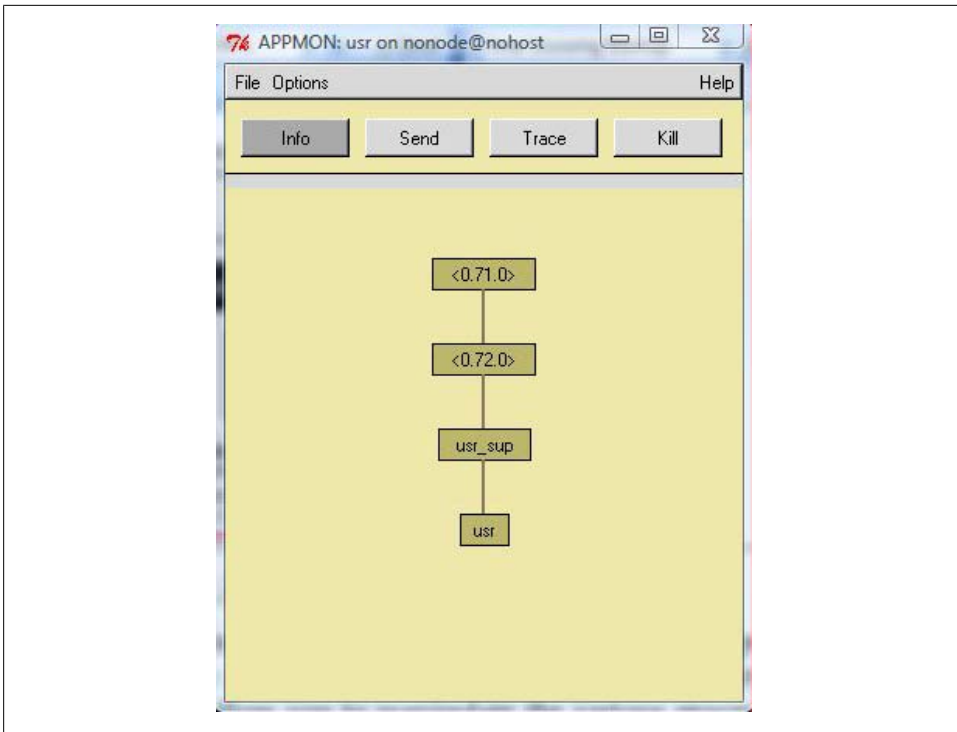 APPMON: usr on nonode@nohost
File Options Help
Info Send Trace Kill
<0.71.0>
<0.72.0>
usr_sup
usr